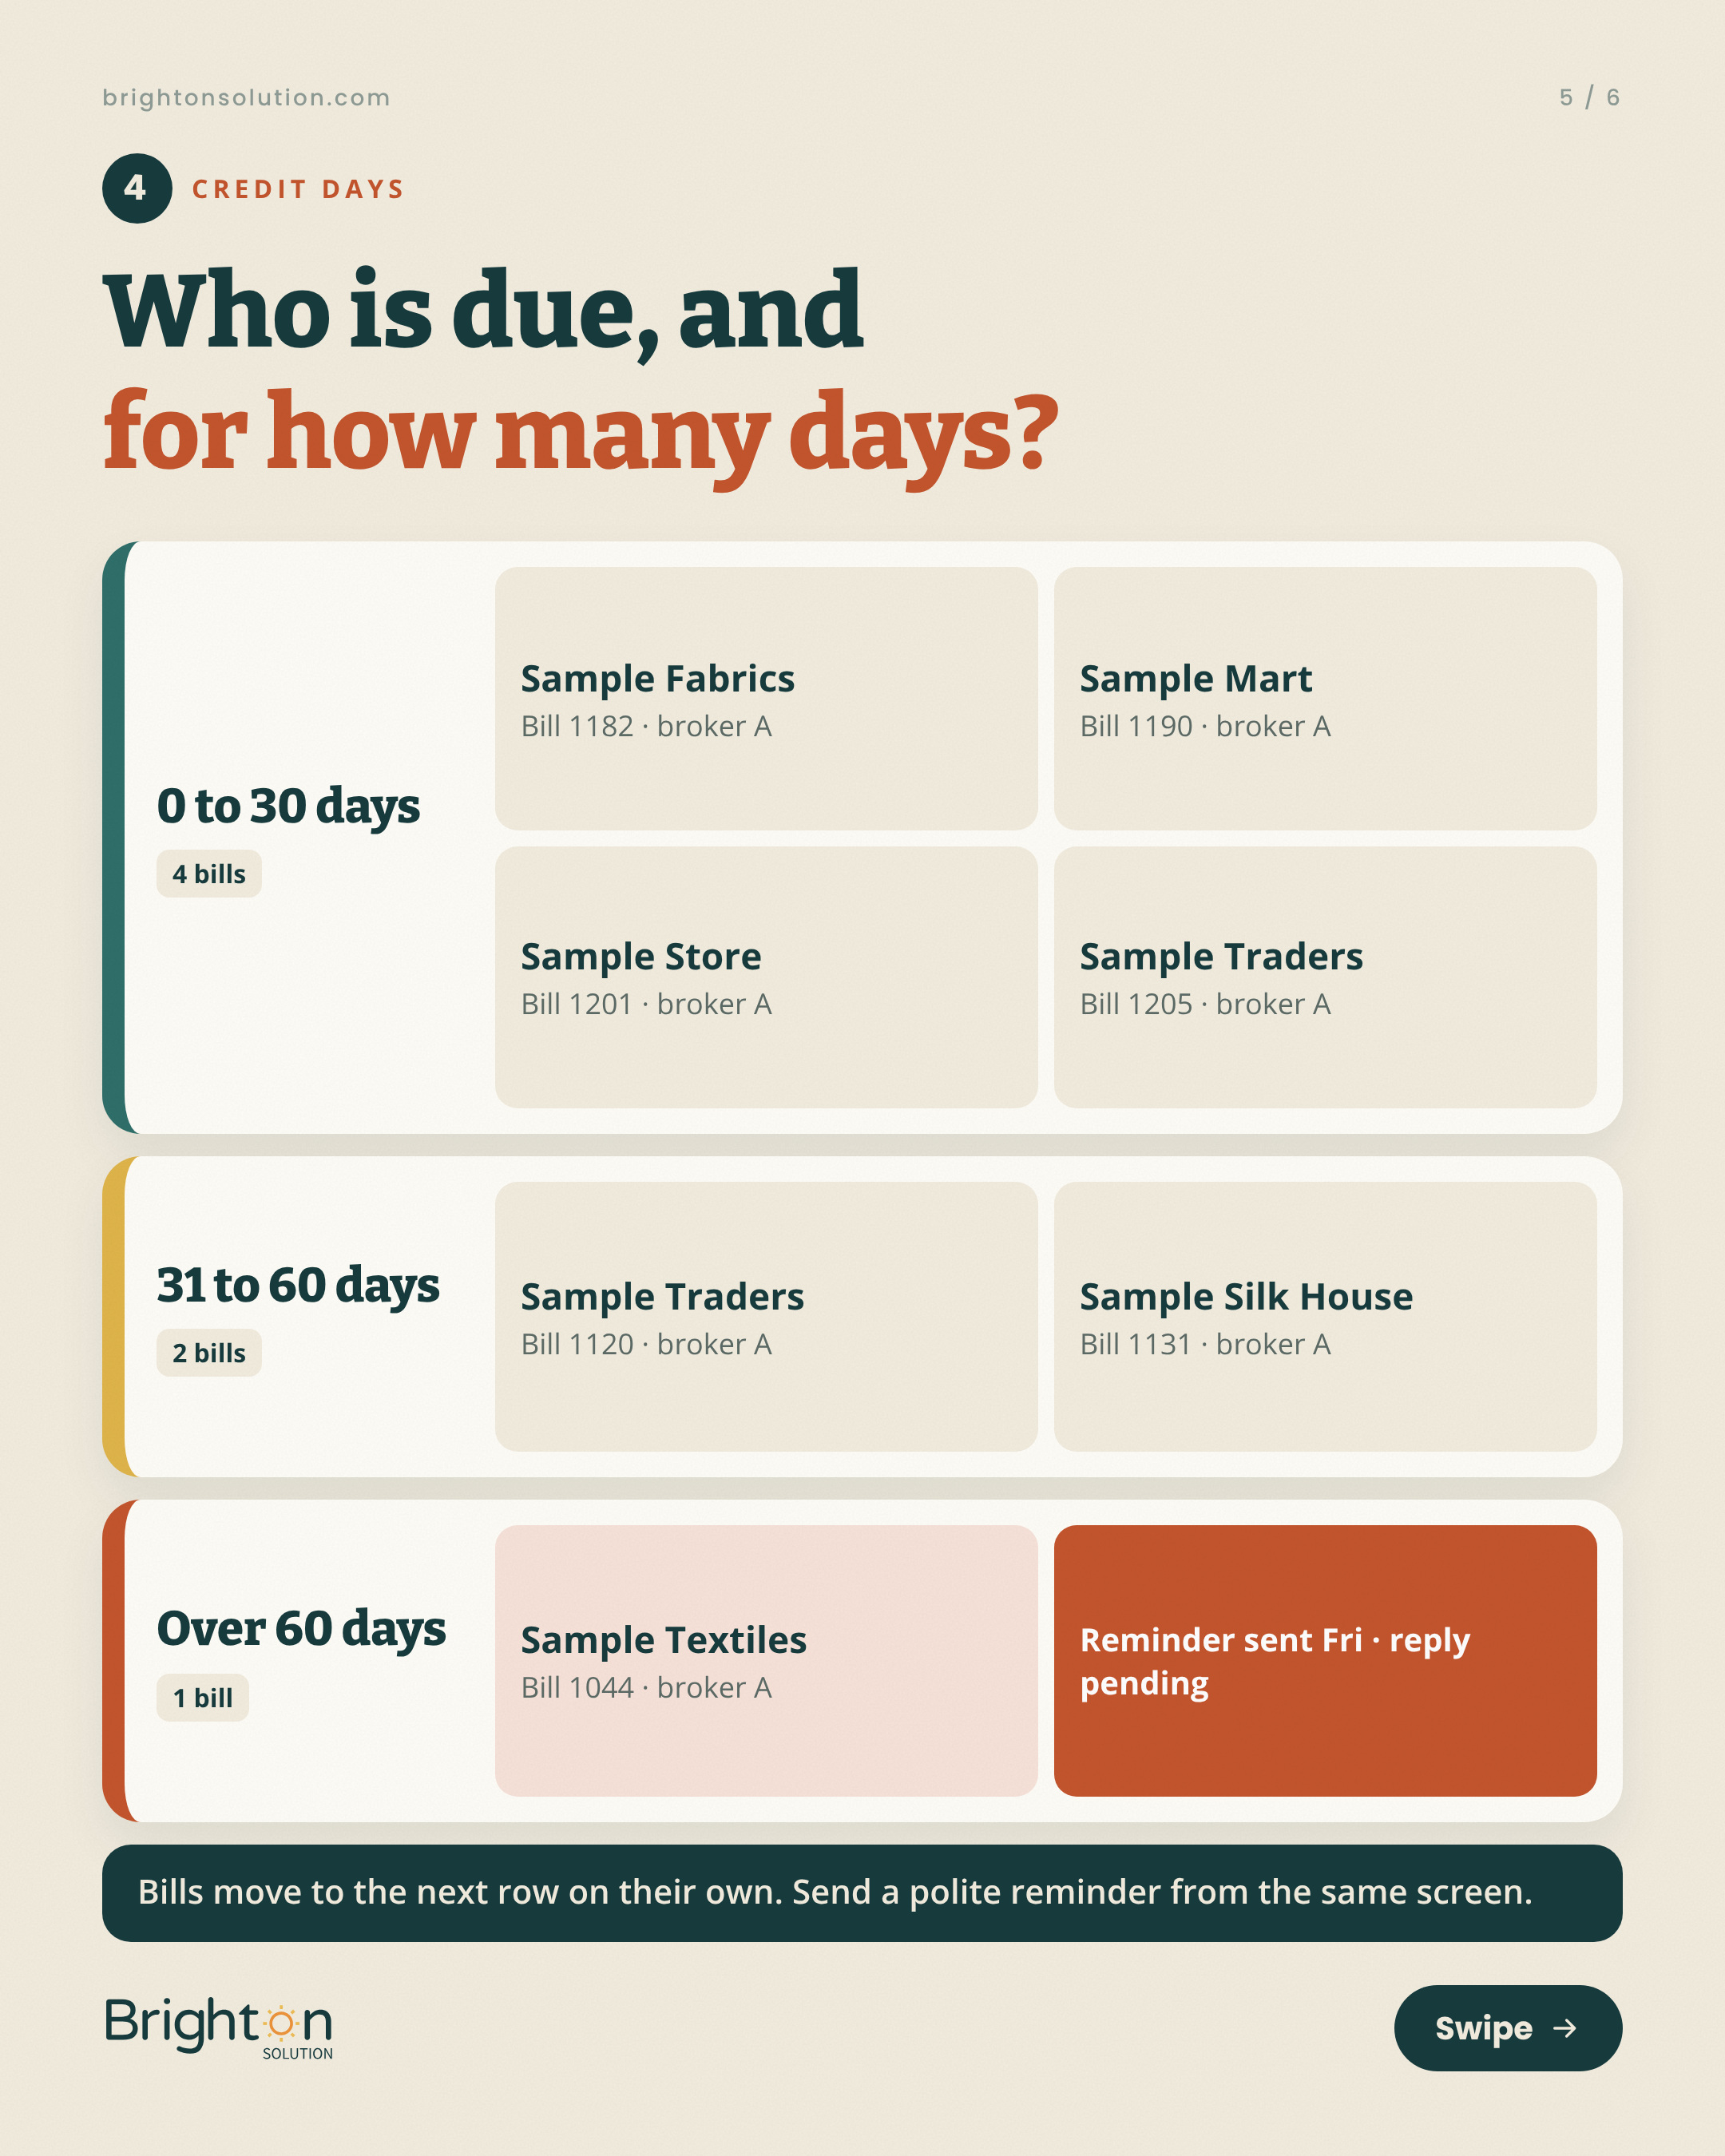 brightonsolution.com
5 / 6
4
CREDIT DAYS
Who is due, and
for how many days?
0 to 30 days
4 bills
Sample Fabrics
Bill 1182 · broker A
Sample Mart
Bill 1190 · broker A
Sample Store
Bill 1201 · broker A
Sample Traders
Bill 1205 · broker A
31 to 60 days
2 bills
Sample Traders
Bill 1120 · broker A
Sample Silk House
Bill 1131 · broker A
Over 60 days
1 bill
Sample Textiles
Bill 1044 · broker A
Reminder sent Fri · reply
pending
Bills move to the next row on their own. Send a polite reminder from the same screen.
Brighton
SOLUTION
Swipe →